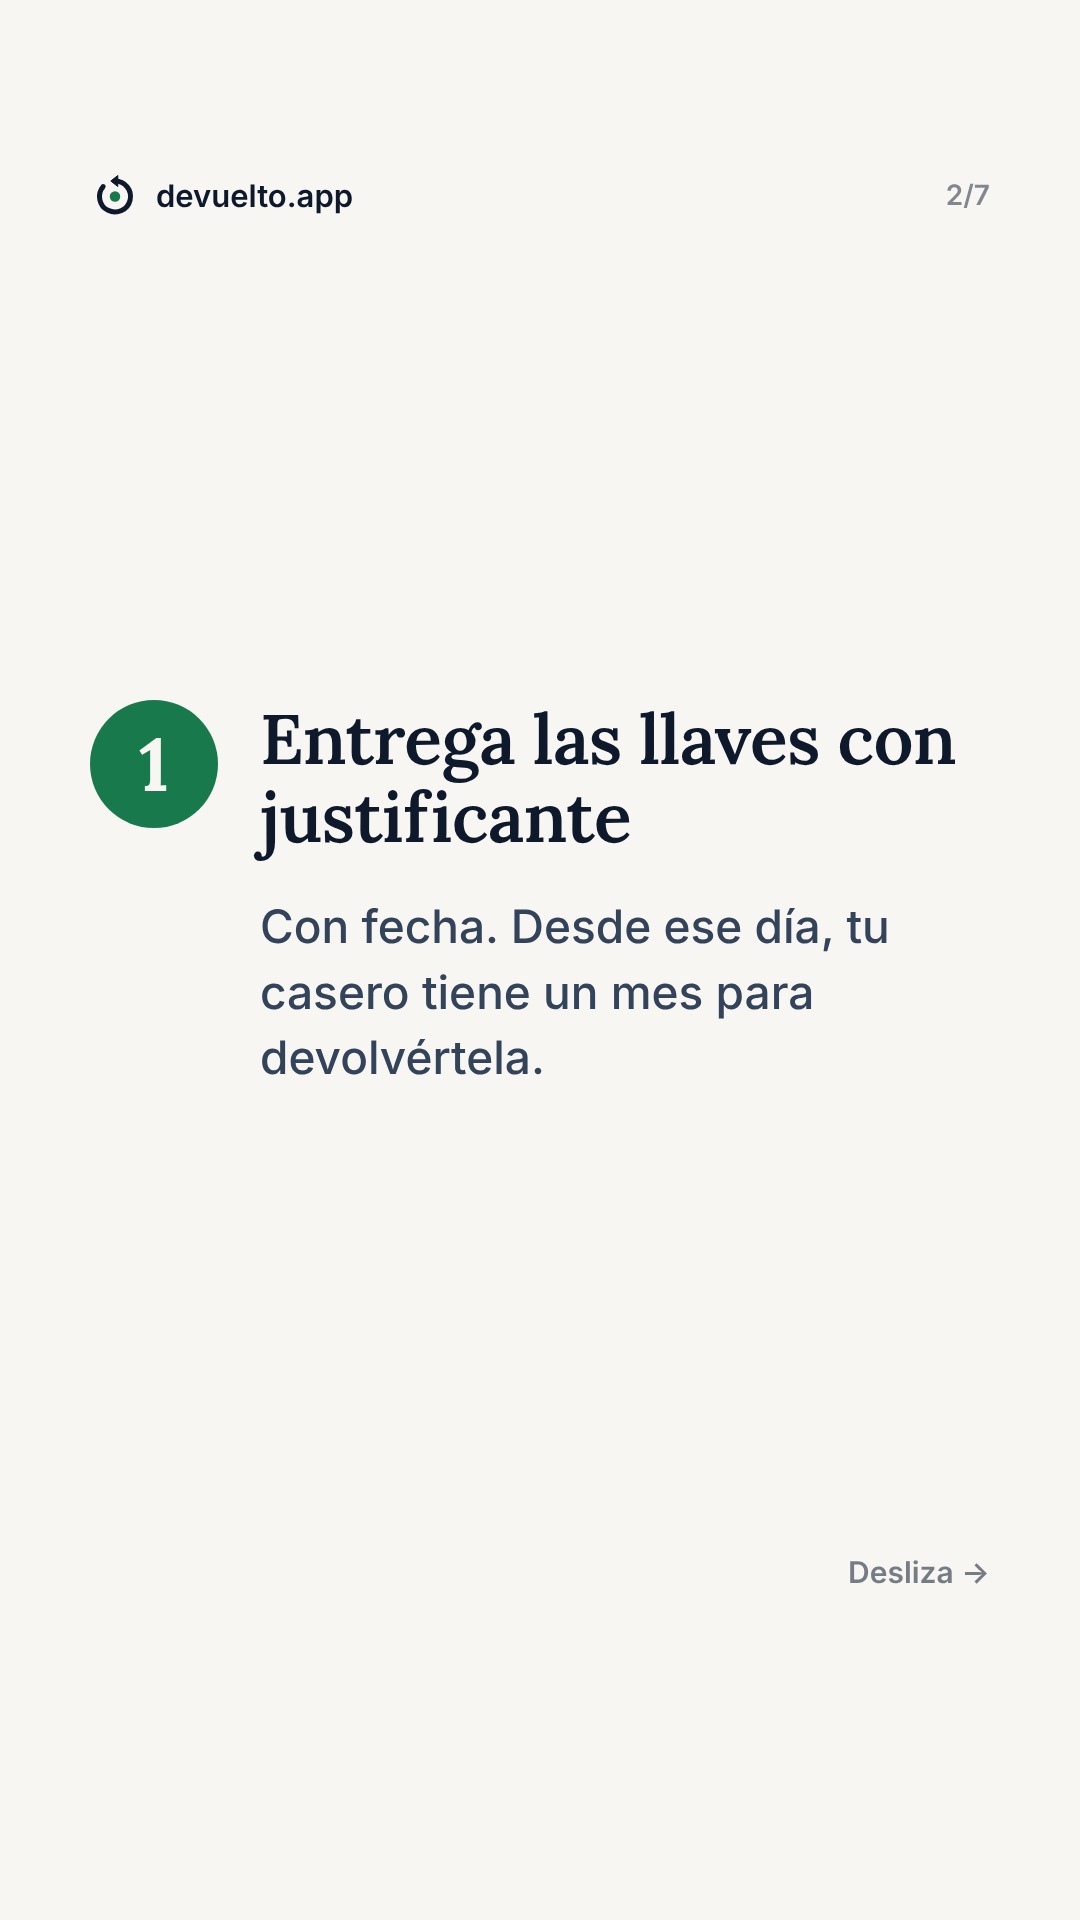 devuelto.app
2/7
1
Entrega las llaves con
justificante
Con fecha. Desde ese día, tu
casero tiene un mes para
devolvértela.
Desliza →